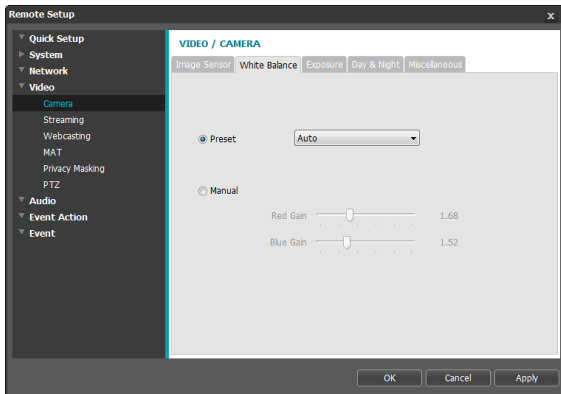 Remote Setup
x
Quick Setup
System
Network
Video
Camera
Streaming
Webcasting
MAT
Privacy Masking
PTZ
Audio
Event Action
Event
VIDEO / CAMERA
Image Sensor White Balance Exposure Day & Night Miscellaneous
Preset Auto
Manual
Red Gain 1.68
Blue Gain 1.52
OK Cancel Apply